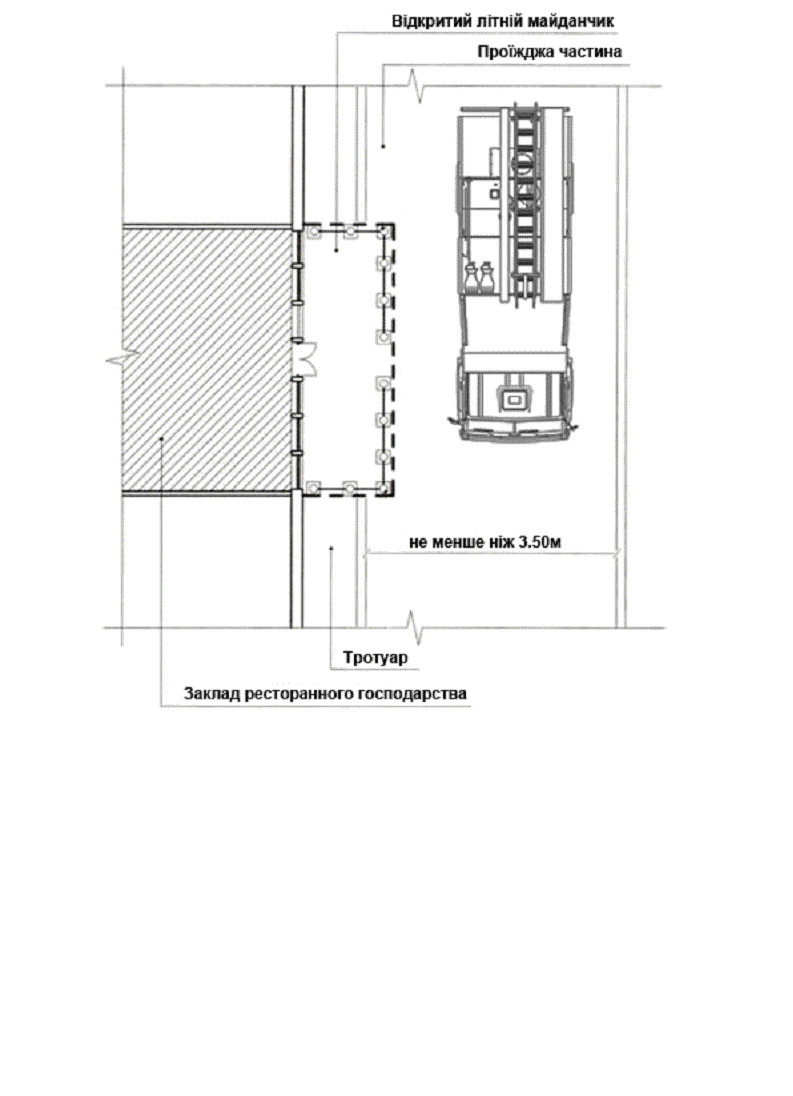 Відкритий літній майданчик
Проїжджа частина
не менше ніж 3.50м
Тротуар
Заклад ресторанного господарства